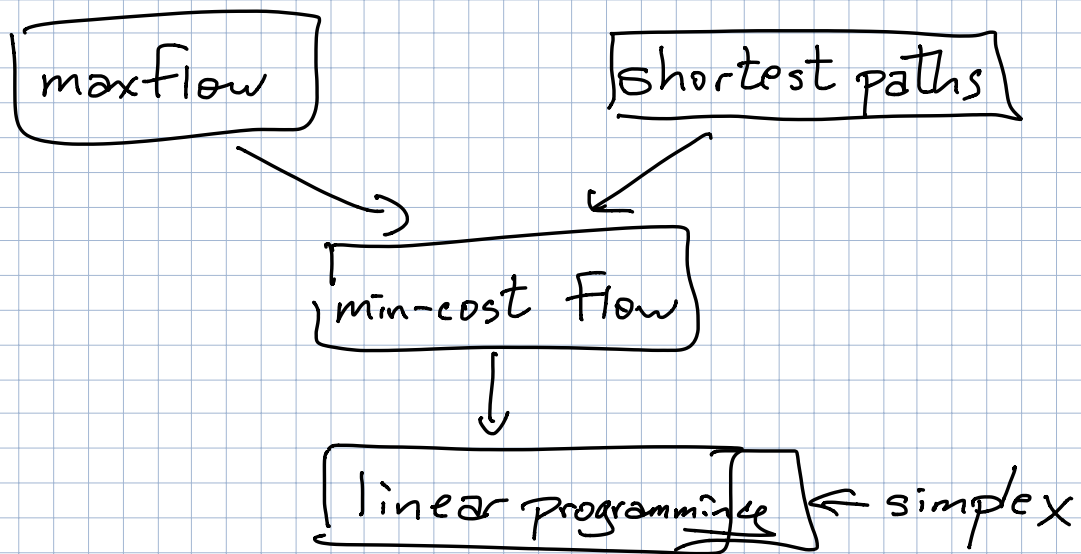 maxflow
shortest paths
min-cost flow
linear programming
simplex